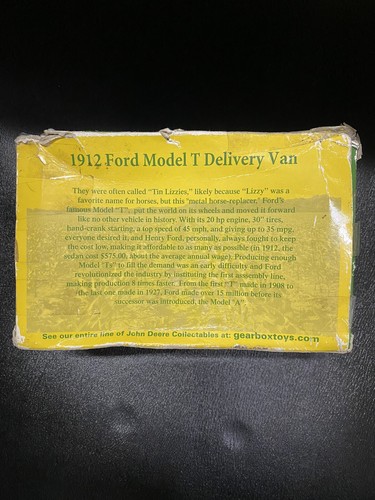 1912 Ford Model T Delivery Van
They were often called "Tin Lizzies," likely because "Lizzy" was a
favorite name for horses, but this 'metal horse-replacer,' Ford's
famous Model "T", put the world on its wheels and moved it forward
like no other vehicle in history. With its 20 hp engine, 30" tires,
hand-crank starting, a top speed of 45 mph, and giving up to 35 mpg,
everyone desired it, and Henry Ford, personally, always fought to keep
the cost low, making it affordable to as many as possible (in 1912, the
sedan cost $575.00, about the average annual wage). Producing enough
Model "Ts" to fill the demand was an early difficulty and Ford
revolutionized the industry by instituting the first assembly line,
making production 8 times faster. From the first "T" made in 1908 to
the last one made in 1927, Ford made over 15 million before its
successor was introduced, the Model "A".
See our entire line of John Deere Collectables at: gearboxtoys.com